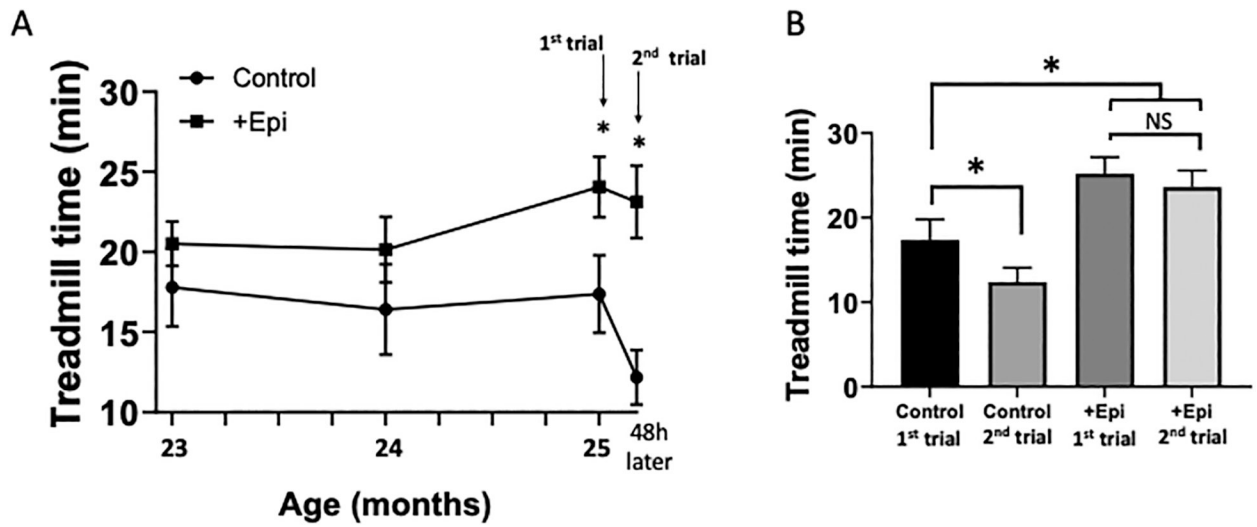 A
1st trial
2nd trial
Control
+Epi
*
*
Treadmill time (min)
30
25
20
15
10
23
24
25
48h
later
Age (months)
B
*
NS
*
Treadmill time (min)
30
20
10
0
Control
1st trial
Control
2nd trial
+Epi
1st trial
+Epi
2nd trial